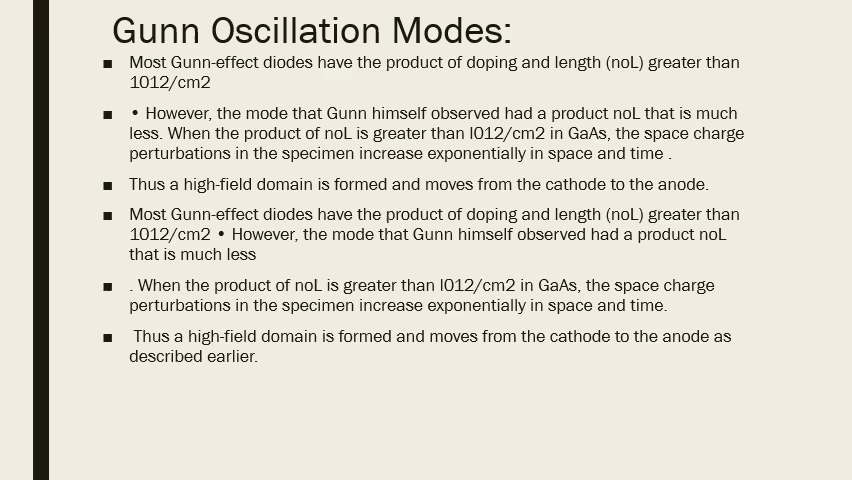 Gunn Oscillation Modes:
■ Most Gunn-effect diodes have the product of doping and length (noL) greater than
1012/cm2
■ • However, the mode that Gunn himself observed had a product noL that is much
less. When the product of noL is greater than l012/cm2 in GaAs, the space charge
perturbations in the specimen increase exponentially in space and time .
■ Thus a high-field domain is formed and moves from the cathode to the anode.
■ Most Gunn-effect diodes have the product of doping and length (noL) greater than
1012/cm2 • However, the mode that Gunn himself observed had a product noL
that is much less
■ . When the product of noL is greater than l012/cm2 in GaAs, the space charge
perturbations in the specimen increase exponentially in space and time.
■ Thus a high-field domain is formed and moves from the cathode to the anode as
described earlier.